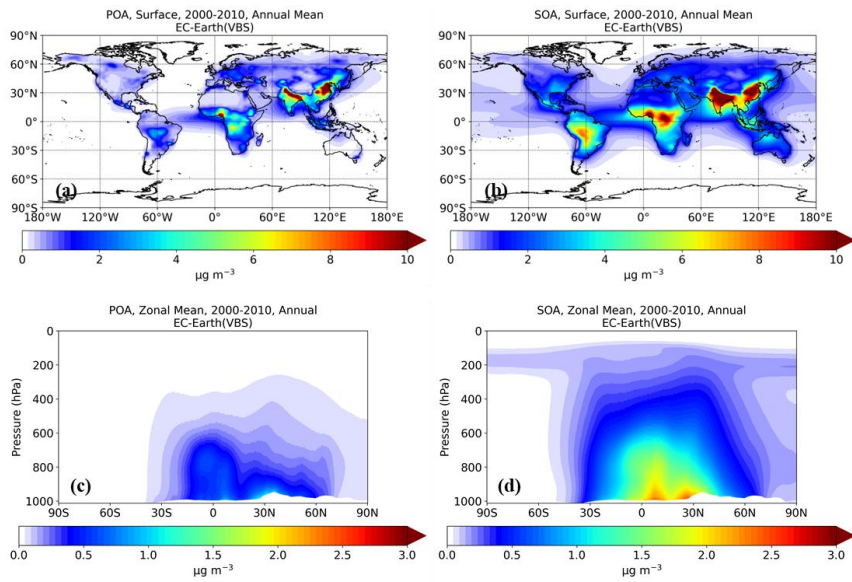 POA, Surface, 2000-2010, Annual Mean
EC-Earth(VBS)
90°N
60°N
30°N
0°
30°S
60°S
90°S
(a)
180°W 120°W 60°W 0° 60°E 120°E 180°E
0 2 4 6 8 10
μg m⁻³
SOA, Surface, 2000-2010, Annual Mean
EC-Earth(VBS)
90°N
60°N
30°N
0°
30°S
60°S
90°S
(b)
180°W 120°W 60°W 0° 60°E 120°E 180°E
0 2 4 6 8 10
μg m⁻³
POA, Zonal Mean, 2000-2010, Annual
EC-Earth(VBS)
Pressure (hPa)
0
200
400
600
800
1000
(c)
90S 60S 30S 0 30N 60N 90N
0.0 0.5 1.0 1.5 2.0 2.5 3.0
μg m⁻³
SOA, Zonal Mean, 2000-2010, Annual
EC-Earth(VBS)
Pressure (hPa)
0
200
400
600
800
1000
(d)
90S 60S 30S 0 30N 60N 90N
0.0 0.5 1.0 1.5 2.0 2.5 3.0
μg m⁻³